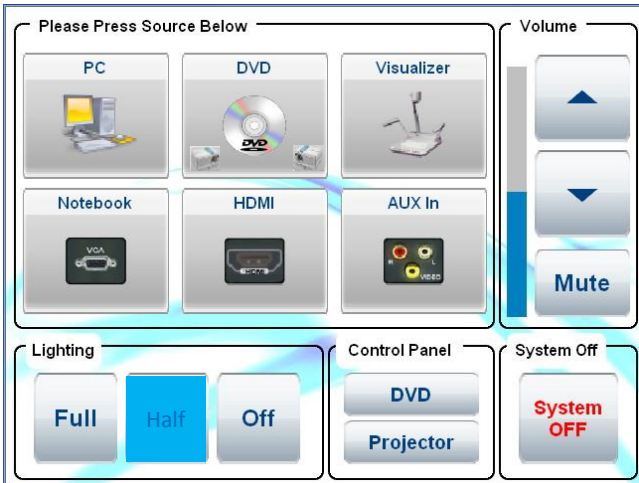 Please Press Source Below
Volume
PC
DVD
Visualizer
DVD
Notebook
HDMI
AUX In
VGA
HDMI
R
L
VIDEO
Mute
Lighting
Control Panel
System Off
Full
Half
Off
DVD
Projector
System
OFF